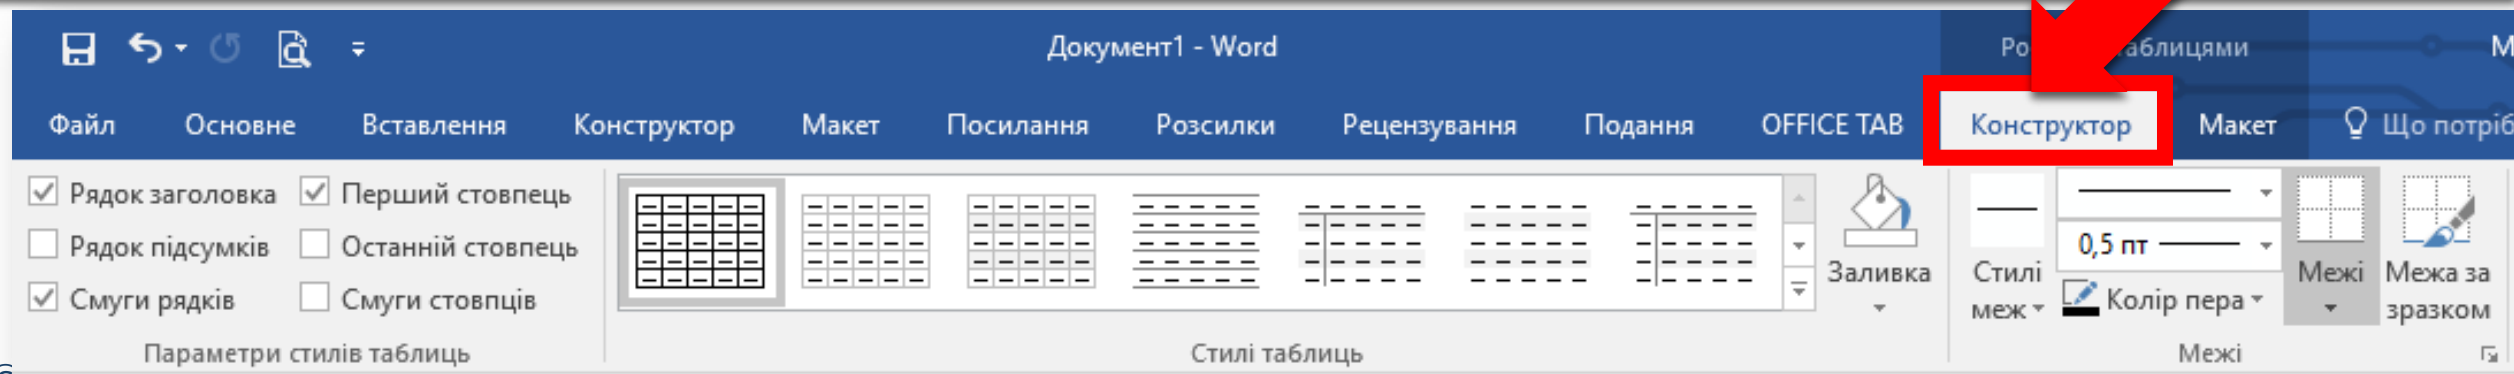 Документ1 - Word
таблицями
Файл Основне Вставлення Конструктор Макет Посилання Розсилки Рецензування Подання OFFICE TAB Конструктор Макет Що
Рядок заголовка Перший стовпець
Рядок підсумків Останній стовпець
Смуги рядків Смуги стовпців
Параметри стилів таблиць
Стилі таблиць
Заливка
Стилі меж
0,5 пт
Колір пера
Межі
Межа за зразком
Межі